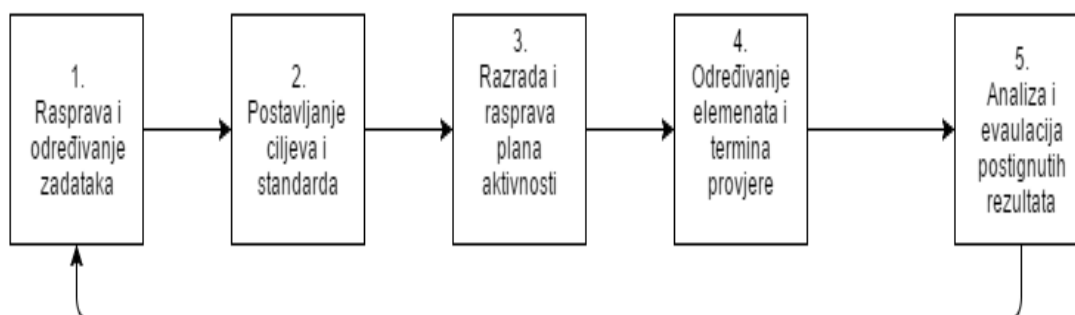 1.
Rasprava i
određivanje
zadataka
2.
Postavljanje
ciljeva i
standarda
3.
Razrada i
rasprava
plana
aktivnosti
4.
Određivanje
elemenata i
termina
provjere
5.
Analiza i
evaulacija
postignutih
rezultata